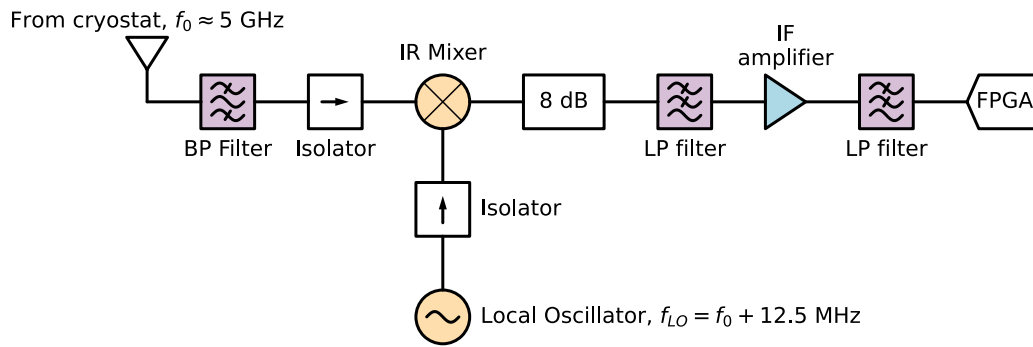 From cryostat, f₀ ≈ 5 GHz
IR Mixer
IF
amplifier
8 dB
FPGA
BP Filter
Isolator
LP filter
LP filter
Isolator
Local Oscillator, f_LO = f₀ + 12.5 MHz